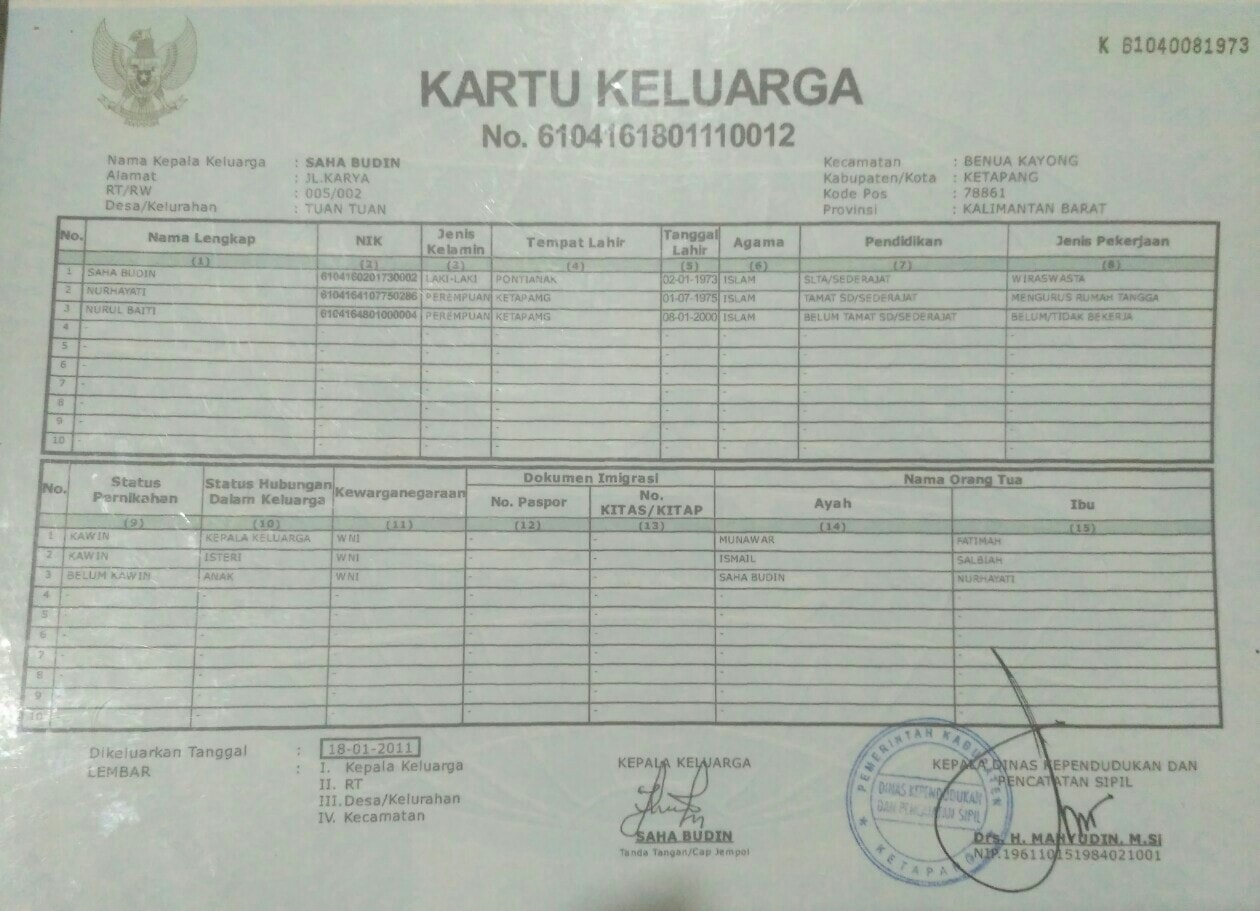 K 61040081973
KARTU KELUARGA
No. 6104161801110012
Nama Kepala Keluarga : SAHA BUDIN
Alamat : JL.KARYA
RT/RW : 005/002
Desa/Kelurahan : TUAN TUAN
Kecamatan : BENUA KAYONG
Kabupaten/Kota : KETAPANG
Kode Pos : 78861
Provinsi : KALIMANTAN BARAT
No. Nama Lengkap NIK Jenis Kelamin Tempat Lahir Tanggal Lahir Agama Pendidikan Jenis Pekerjaan
(1) (2) (3) (4) (5) (6) (7) (8)
1 SAHA BUDIN 6104160201730002 LAKI-LAKI PONTIANAK 02-01-1973 ISLAM SLTA/SEDERAJAT WIRASWASTA
2 NURHAYATI 6104164107750286 PEREMPUAN KETAPAMG 01-07-1975 ISLAM TAMAT SD/SEDERAJAT MENGURUS RUMAH TANGGA
3 NURUL BAITI 6104164801000004 PEREMPUAN KETAPAMG 08-01-2000 ISLAM BELUM TAMAT SD/SEDERAJAT BELUM/TIDAK BEKERJA
4 - - - - - - - -
5 - - - - - - - -
6 - - - - - - - -
7 - - - - - - - -
8 - - - - - - - -
9 - - - - - - - -
10 - - - - - - - -
No. Status Pernikahan Status Hubungan Dalam Keluarga Kewarganegaraan Dokumen Imigrasi Nama Orang Tua
No. Paspor No. KITAS/KITAP Ayah Ibu
(9) (10) (11) (12) (13) (14) (15)
1 KAWIN KEPALA KELUARGA WNI - - MUNAWAR FATIMAH
2 KAWIN ISTERI WNI - - ISMAIL SALBIAH
3 BELUM KAWIN ANAK WNI - - SAHA BUDIN NURHAYATI
4 - - - - - - -
5 - - - - - - -
6 - - - - - - -
7 - - - - - - -
8 - - - - - - -
9 - - - - - - -
10 - - - - - - -
Dikeluarkan Tanggal : 18-01-2011
LEMBAR : I. Kepala Keluarga
II. RT
III. Desa/Kelurahan
IV. Kecamatan
KEPALA KELUARGA
SAHA BUDIN
Tanda Tangan/Cap Jempol
KEPALA DINAS KEPENDUDUKAN DAN
PENCATATAN SIPIL
PEMERINTAH KABUPATEN
DINAS KEPENDUDUKAN
DAN PENCATATAN SIPIL
KETAPANG
Drs. H. MAHYUDIN, M.Si
NIP.196110151984021001